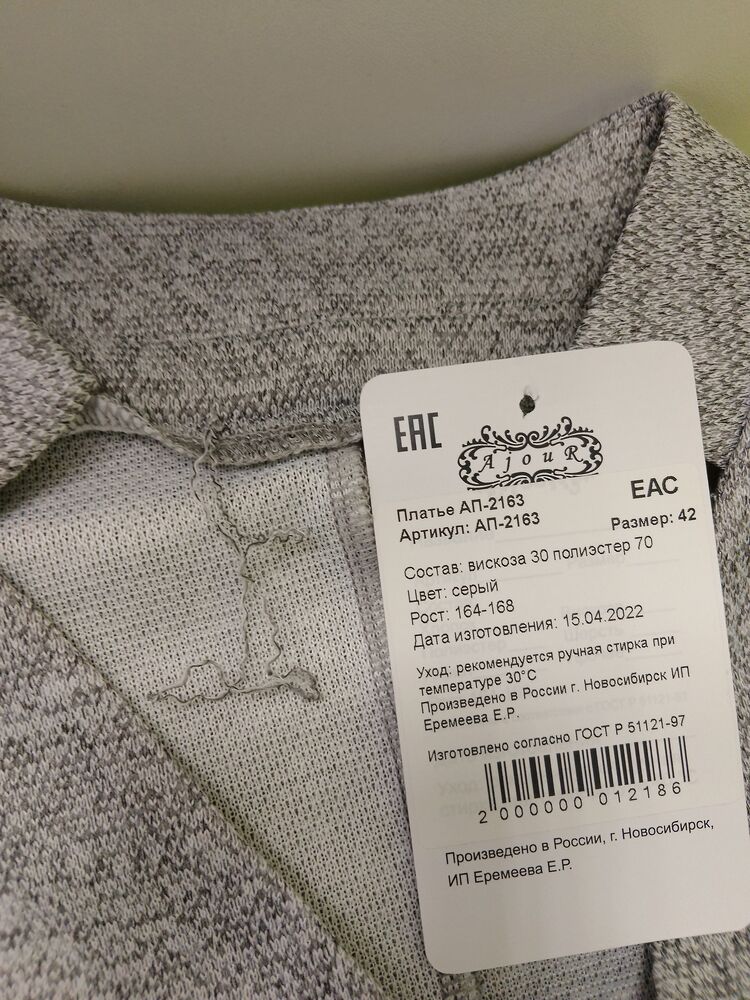 EAC
AjouR
EAC
Платье АП-2163
Артикул: АП-2163
Размер: 42
Состав: вискоза 30 полиэстер 70
Цвет: серый
Рост: 164-168
Дата изготовления: 15.04.2022
Уход: рекомендуется ручная стирка при
температуре 30°C
Произведено в России г. Новосибирск ИП
Еремеева Е.Р.
Изготовлено согласно ГОСТ Р 51121-97
2 000000 012186
Произведено в России, г. Новосибирск,
ИП Еремеева Е.Р.